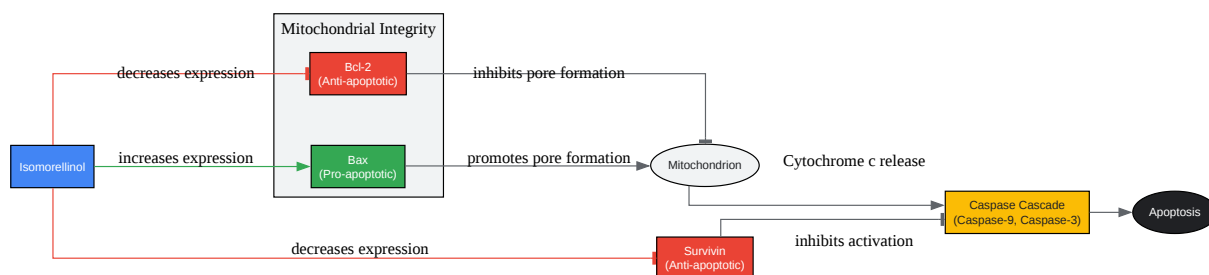 Mitochondrial Integrity
decreases expression
Bcl-2
(Anti-apoptotic)
inhibits pore formation
Isomorellinol
increases expression
Bax
(Pro-apoptotic)
promotes pore formation
Mitochondrion
Cytochrome c release
Caspase Cascade
(Caspase-9, Caspase-3)
Apoptosis
decreases expression
Survivin
(Anti-apoptotic)
inhibits activation